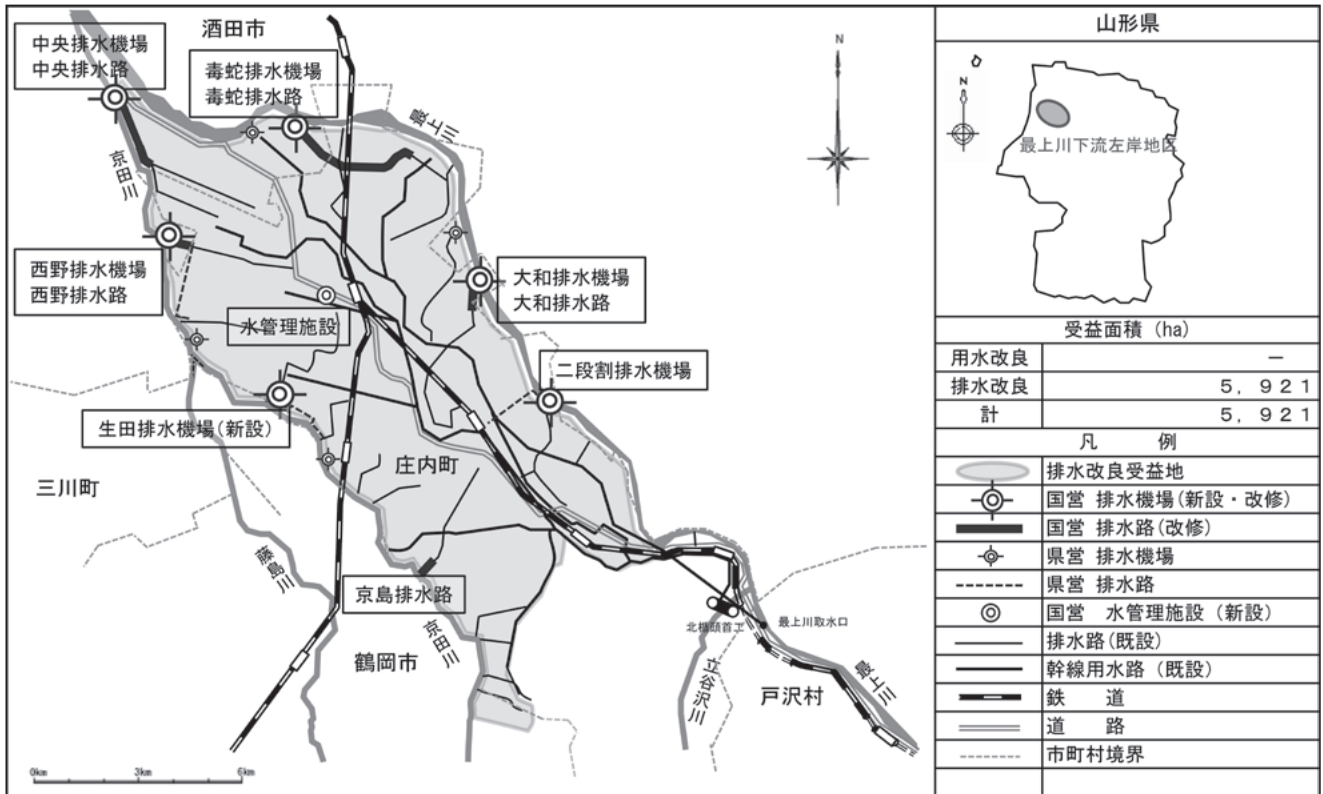 酒田市
中央排水機場
中央排水路
毒蛇排水機場
毒蛇排水路
最上川
京田川
N
西野排水機場
西野排水路
大和排水機場
大和排水路
水管理施設
二段割排水機場
生田排水機場(新設)
庄内町
三川町
藤島川
京島排水路
京田川
鶴岡市
北楯頭首工
最上川取水口
立谷沢川
戸沢村
最上川
0km 3km 6km
山形県
N
最上川下流左岸地区
受益面積 (ha)
用水改良 －
排水改良 5, 921
計 5, 921
凡 例
排水改良受益地
国営 排水機場(新設・改修)
国営 排水路(改修)
県営 排水機場
県営 排水路
国営 水管理施設 (新設)
排水路(既設)
幹線用水路 (既設)
鉄 道
道 路
市町村境界